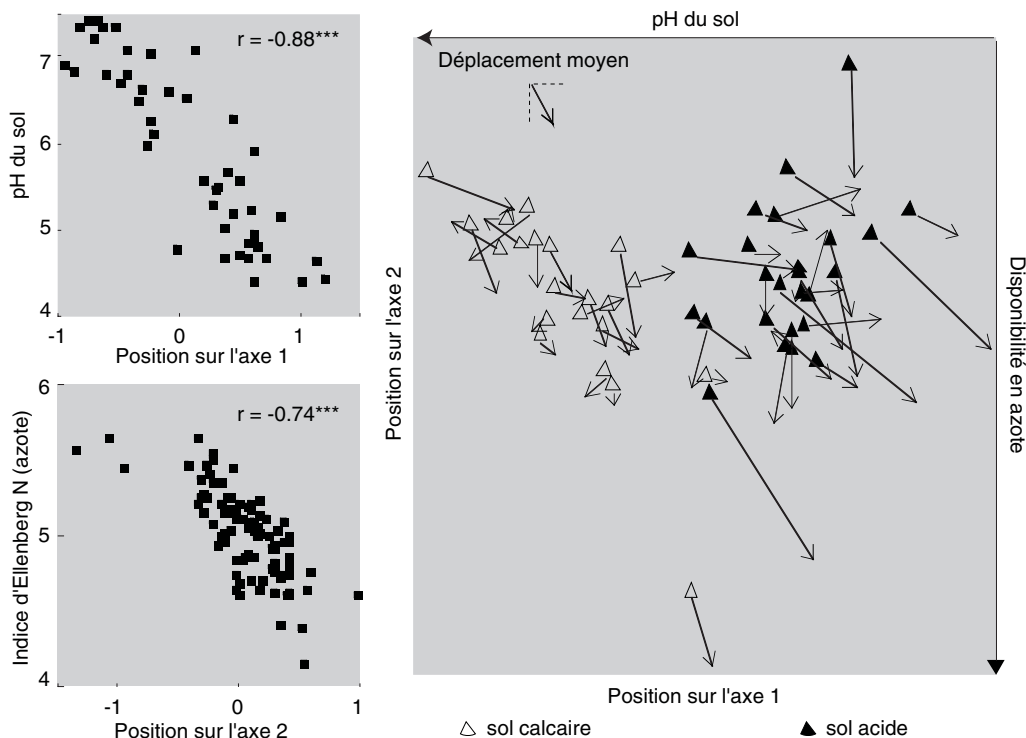 r = -0.88***
7
6
5
4
pH du sol
-1
0
1
Position sur l'axe 1
6
5
4
r = -0.74***
Indice d'Ellenberg N (azote)
-1
0
1
Position sur l'axe 2
pH du sol
Déplacement moyen
Position sur l'axe 2
Disponibilité en azote
Position sur l'axe 1
sol calcaire
sol acide